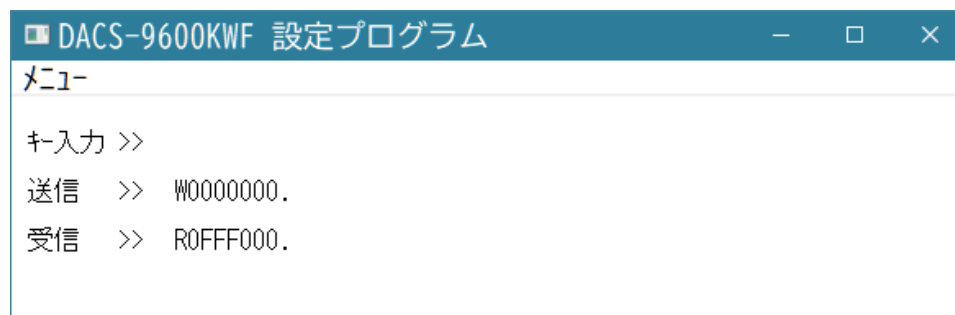 DACS-9600KWF 設定プログラム
ﾒﾆｭｰ
ｷｰ入力 >>
送信 >> W0000000.
受信 >> R0FFF000.